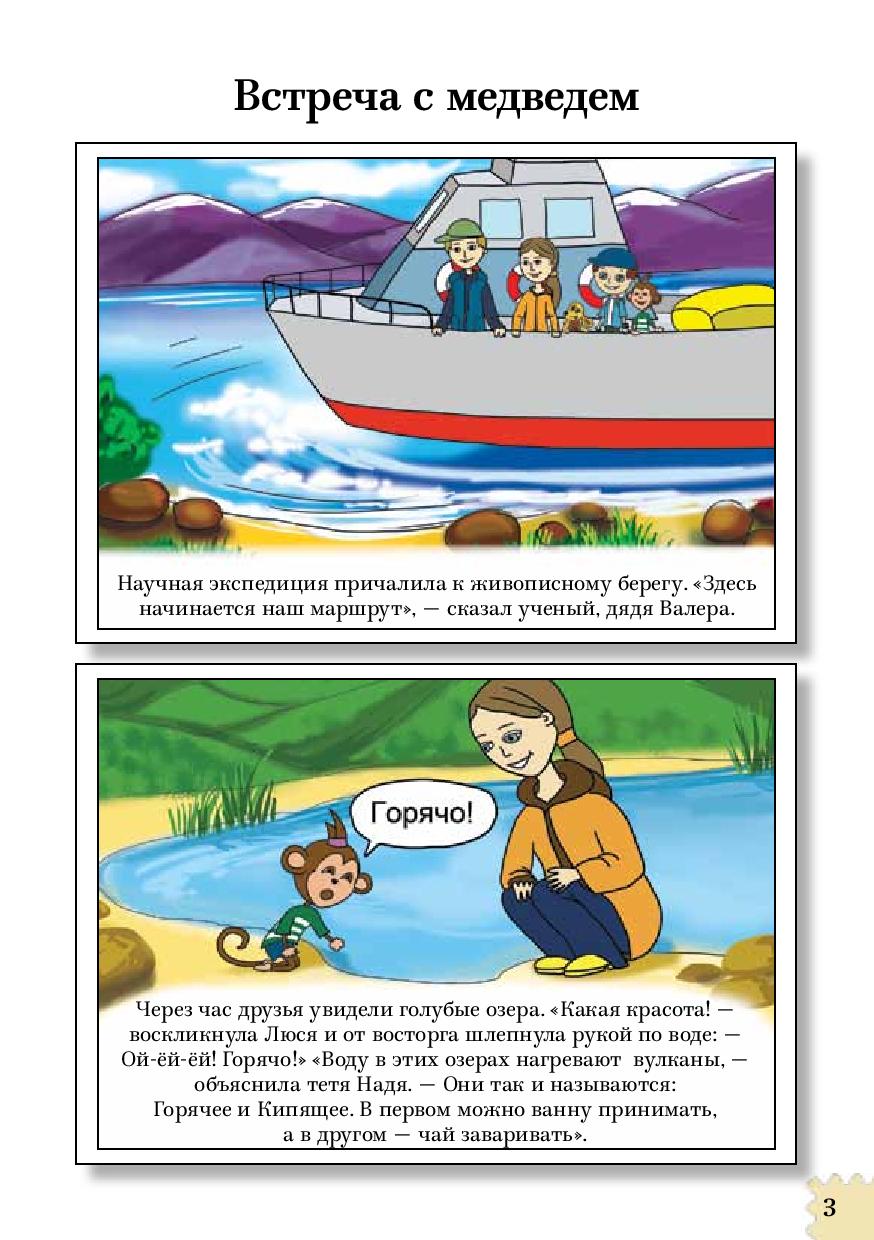 Встреча с медведем
Научная экспедиция причалила к живописному берегу. «Здесь
начинается наш маршрут», — сказал ученый, дядя Валера.
Горячо!
Через час друзья увидели голубые озера. «Какая красота! —
воскликнула Люся и от восторга шлепнула рукой по воде: —
Ой-ёй-ёй! Горячо!» «Воду в этих озерах нагревают вулканы, —
объяснила тетя Надя. — Они так и называются:
Горячее и Кипящее. В первом можно ванну принимать,
а в другом — чай заваривать».
3